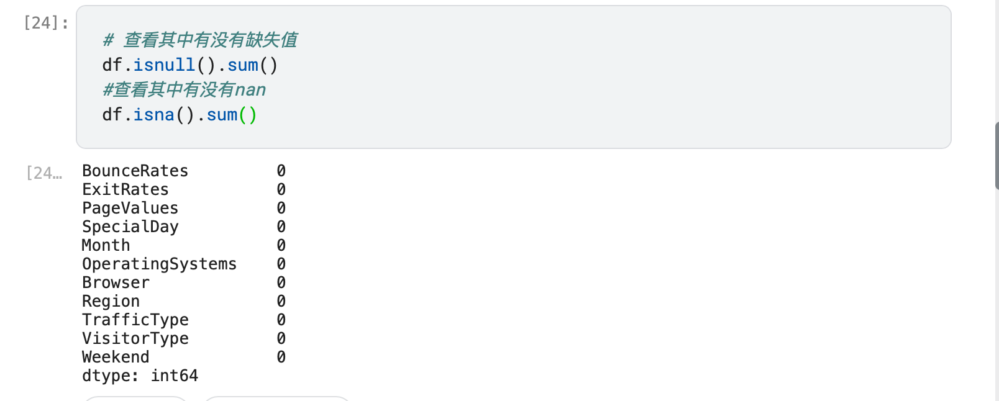 [24]:
# 查看其中有没有缺失值
df.isnull().sum()
#查看其中有没有nan
df.isna().sum()
[24…
BounceRates 0
ExitRates 0
PageValues 0
SpecialDay 0
Month 0
OperatingSystems 0
Browser 0
Region 0
TrafficType 0
VisitorType 0
Weekend 0
dtype: int64